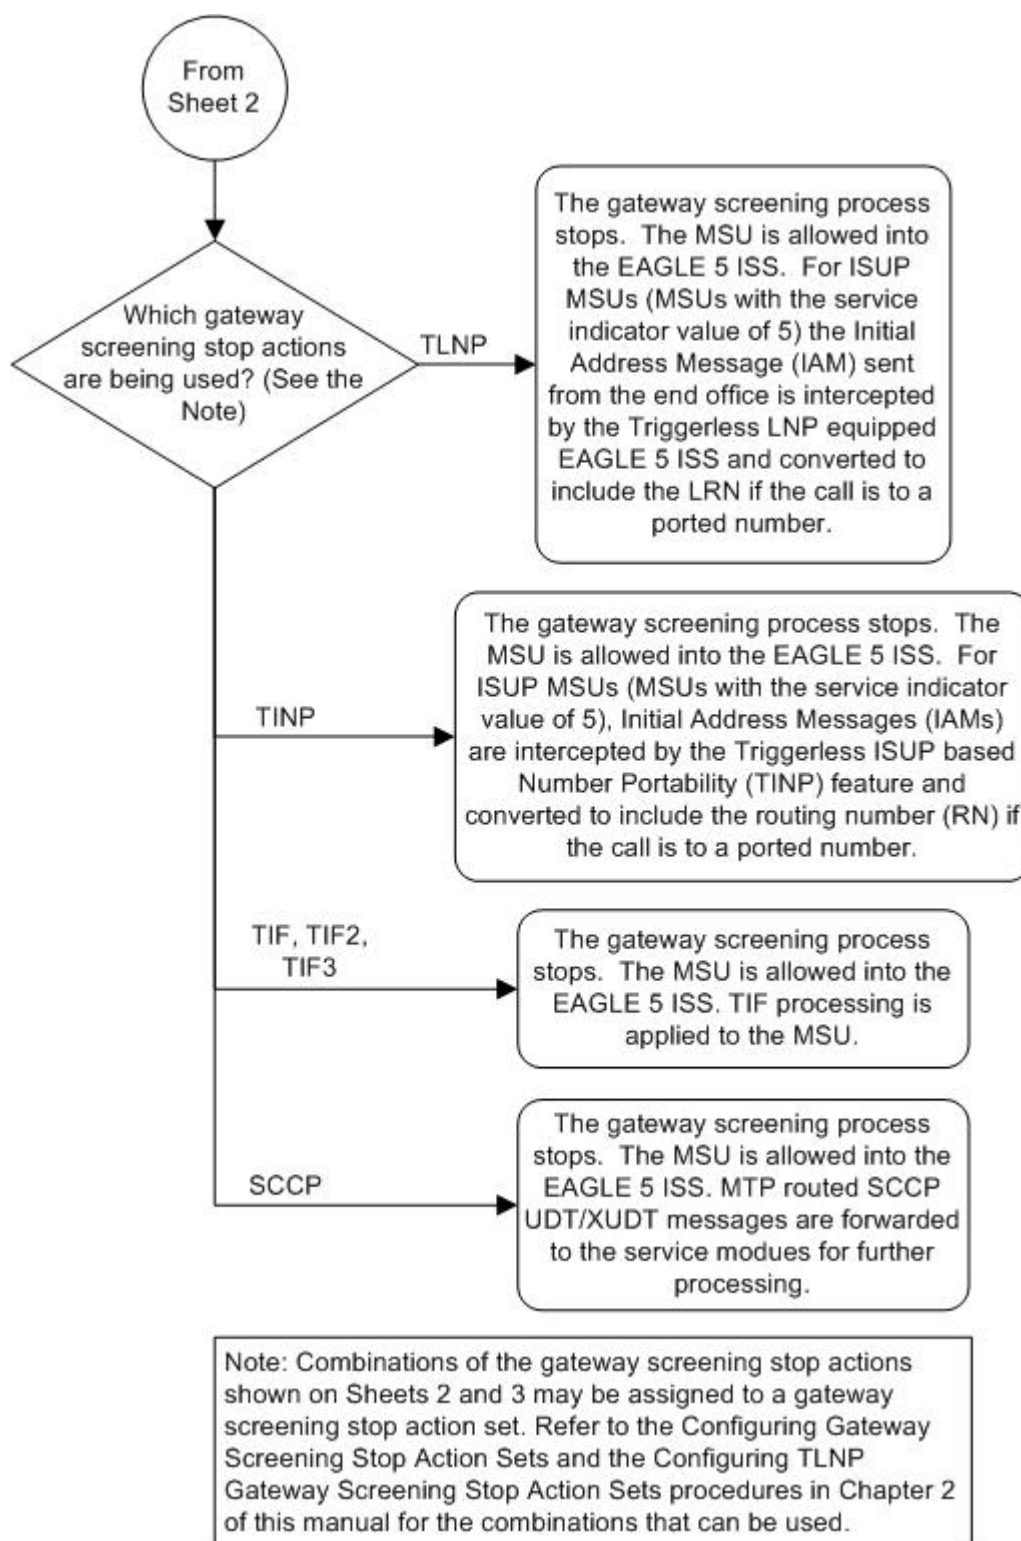 From
Sheet 2
Which gateway
screening stop actions
are being used? (See the
Note)
TLNP
The gateway screening process
stops. The MSU is allowed into
the EAGLE 5 ISS. For ISUP
MSUs (MSUs with the service
indicator value of 5) the Initial
Address Message (IAM) sent
from the end office is intercepted
by the Triggerless LNP equipped
EAGLE 5 ISS and converted to
include the LRN if the call is to a
ported number.
TINP
The gateway screening process stops. The
MSU is allowed into the EAGLE 5 ISS. For
ISUP MSUs (MSUs with the service indicator
value of 5), Initial Address Messages (IAMs)
are intercepted by the Triggerless ISUP based
Number Portability (TINP) feature and
converted to include the routing number (RN) if
the call is to a ported number.
TIF, TIF2,
TIF3
The gateway screening process
stops. The MSU is allowed into the
EAGLE 5 ISS. TIF processing is
applied to the MSU.
SCCP
The gateway screening process
stops. The MSU is allowed into the
EAGLE 5 ISS. MTP routed SCCP
UDT/XUDT messages are forwarded
to the service modues for further
processing.
Note: Combinations of the gateway screening stop actions
shown on Sheets 2 and 3 may be assigned to a gateway
screening stop action set. Refer to the Configuring Gateway
Screening Stop Action Sets and the Configuring TLNP
Gateway Screening Stop Action Sets procedures in Chapter 2
of this manual for the combinations that can be used.